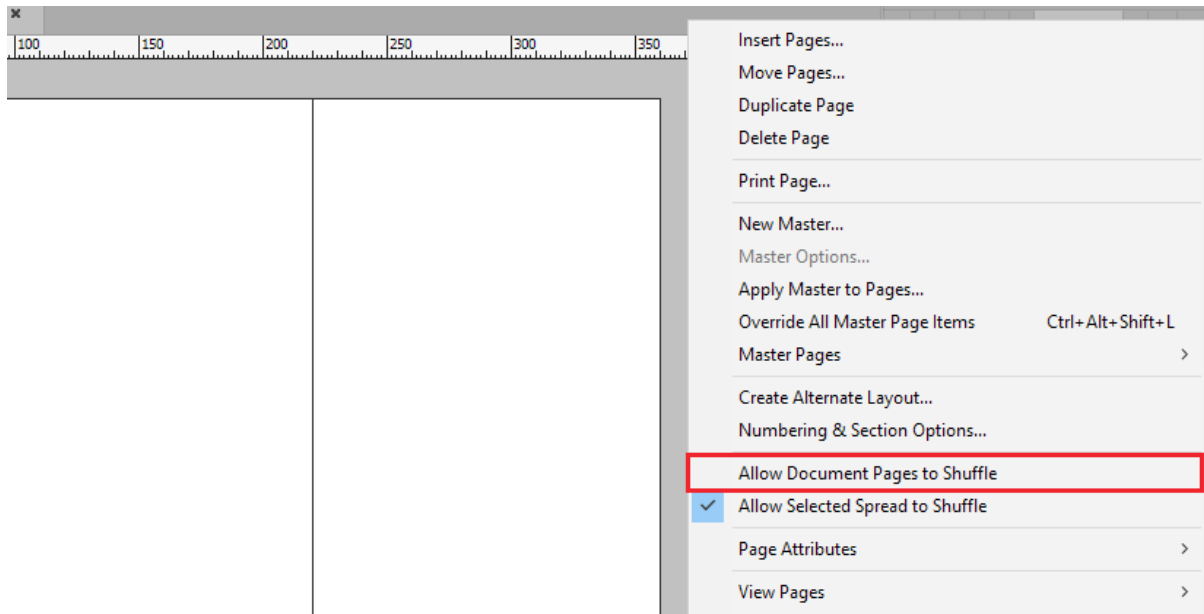 100 150 200 250 300 350
Insert Pages...
Move Pages...
Duplicate Page
Delete Page
Print Page...
New Master...
Master Options...
Apply Master to Pages...
Override All Master Page Items Ctrl+Alt+Shift+L
Master Pages
Create Alternate Layout...
Numbering & Section Options...
Allow Document Pages to Shuffle
Allow Selected Spread to Shuffle
Page Attributes
View Pages